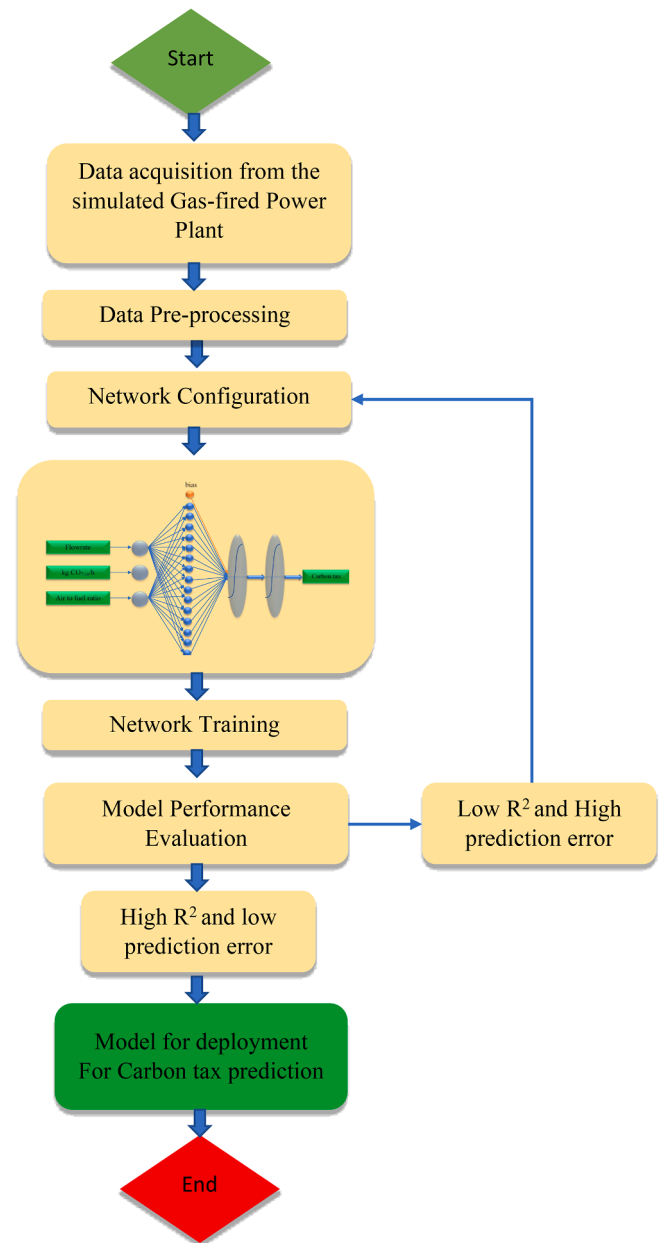 Start
Data acquisition from the
simulated Gas-fired Power
Plant
Data Pre-processing
Network Configuration
bias
Flowrate
kg CO
Air to fuel ratio
Carbon tax
Network Training
Model Performance
Evaluation
Low R² and High
prediction error
High R² and low
prediction error
Model for deployment
For Carbon tax prediction
End